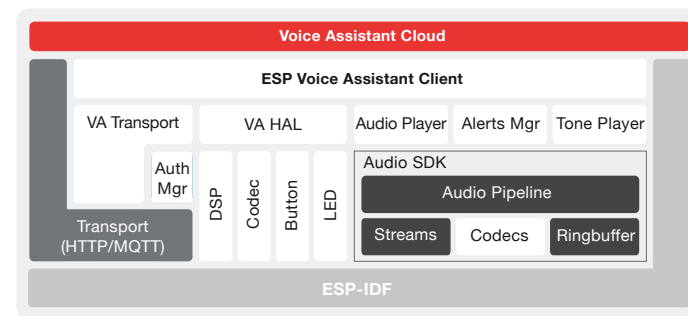 Voice Assistant Cloud
ESP Voice Assistant Client
VA Transport
VA HAL
Audio Player
Alerts Mgr
Tone Player
Auth
Mgr
DSP
Codec
Button
LED
Audio SDK
Audio Pipeline
Streams
Codecs
Ringbuffer
Transport
(HTTP/MQTT)
ESP-IDF